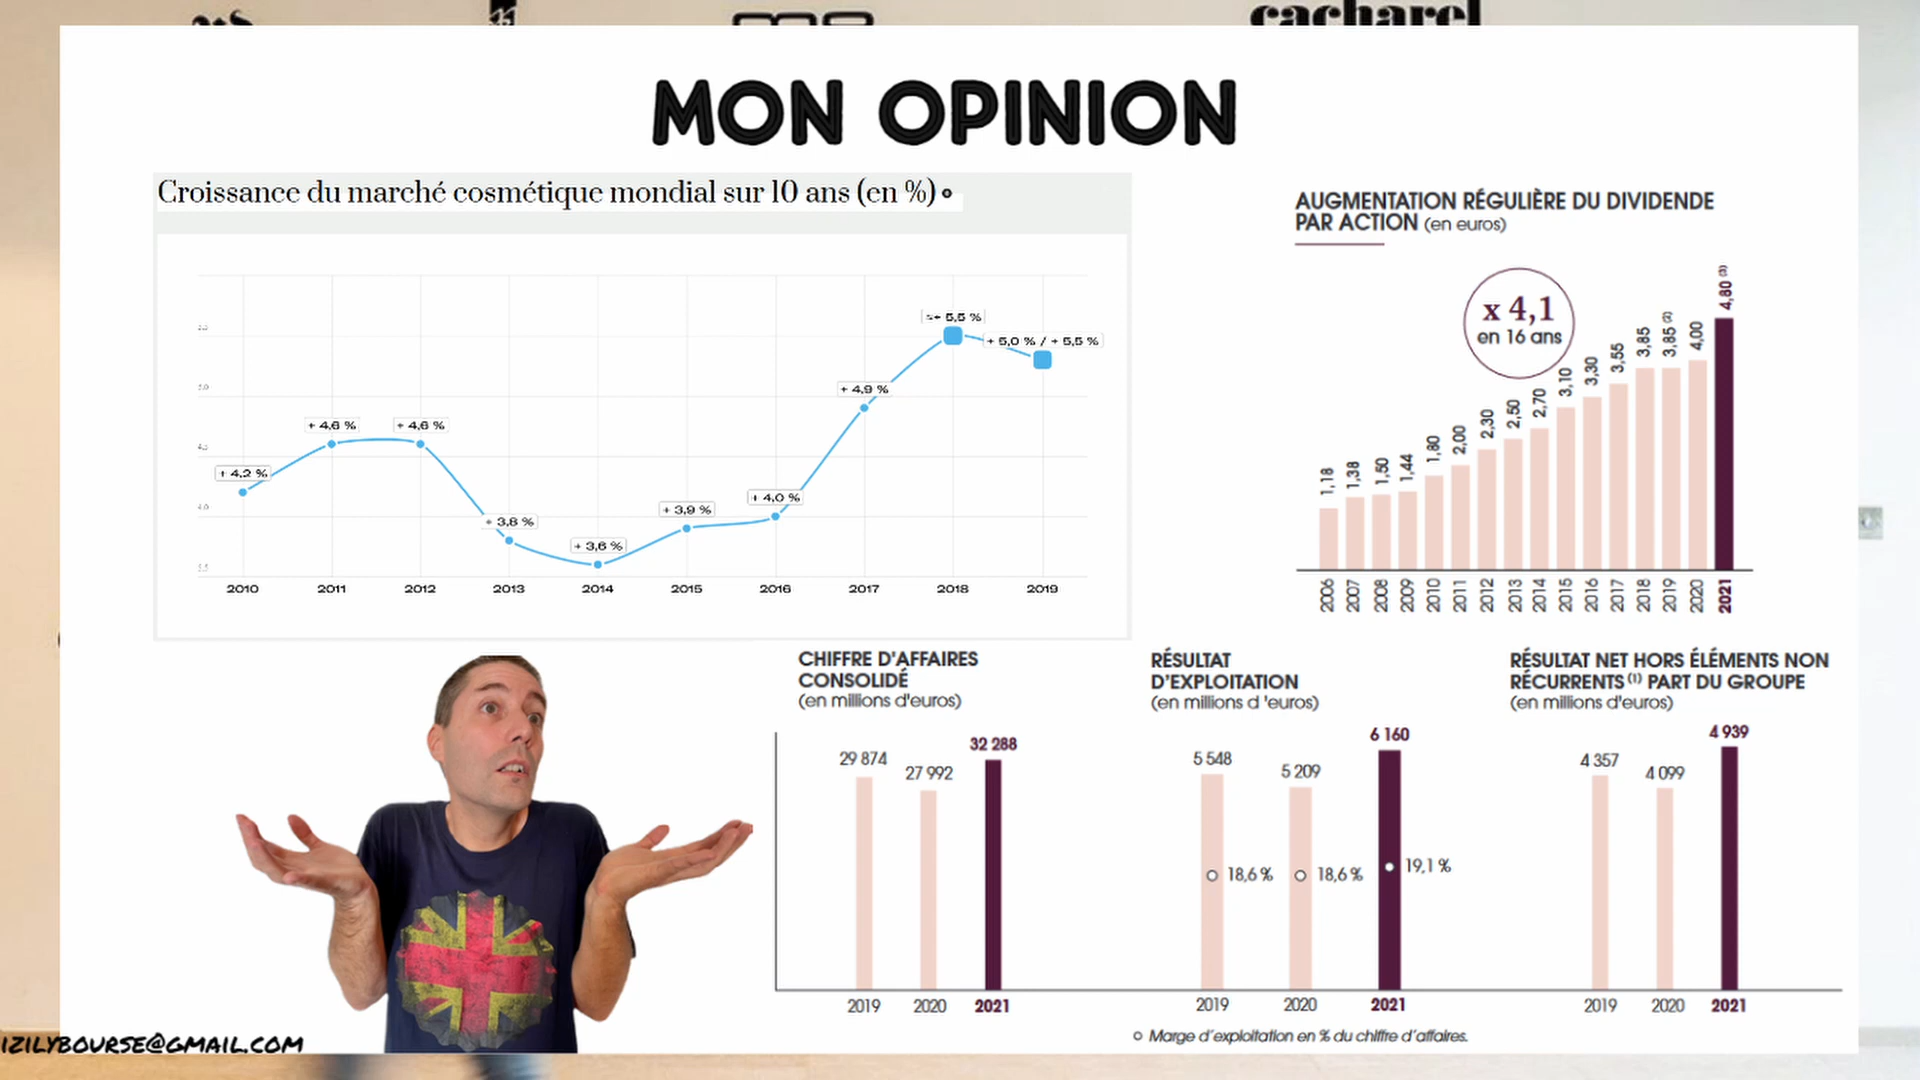 cacharel
MON OPINION
Croissance du marché cosmétique mondial sur 10 ans (en %)
≈+ 5,5 %
+ 5,0 % / + 5,5 %
+ 4,9 %
+ 4,6 %
+ 4,6 %
+ 4,2 %
+ 4,0 %
+ 3,9 %
+ 3,8 %
+ 3,6 %
2010 2011 2012 2013 2014 2015 2016 2017 2018 2019
AUGMENTATION RÉGULIÈRE DU DIVIDENDE
PAR ACTION (en euros)
x 4,1
en 16 ans
1,18 1,38 1,50 1,44 1,80 2,00 2,30 2,50 2,70 3,10 3,30 3,55 3,85 3,85 (2) 4,00 4,80 (3)
2006 2007 2008 2009 2010 2011 2012 2013 2014 2015 2016 2017 2018 2019 2020 2021
CHIFFRE D'AFFAIRES
CONSOLIDÉ
(en millions d'euros)
29 874 27 992 32 288
2019 2020 2021
RÉSULTAT
D'EXPLOITATION
(en millions d 'euros)
5 548 5 209 6 160
18,6 % 18,6 % 19,1 %
2019 2020 2021
Marge d'exploitation en % du chiffre d'affaires.
RÉSULTAT NET HORS ÉLÉMENTS NON
RÉCURRENTS (1) PART DU GROUPE
(en millions d'euros)
4 357 4 099 4 939
2019 2020 2021
IZILYBOURSE@GMAIL.COM